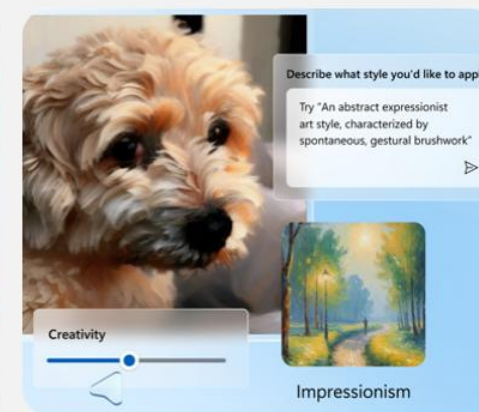 Describe what style you'd like to appl
Try "An abstract expressionist
art style, characterized by
spontaneous, gestural brushwork"
Creativity
Impressionism